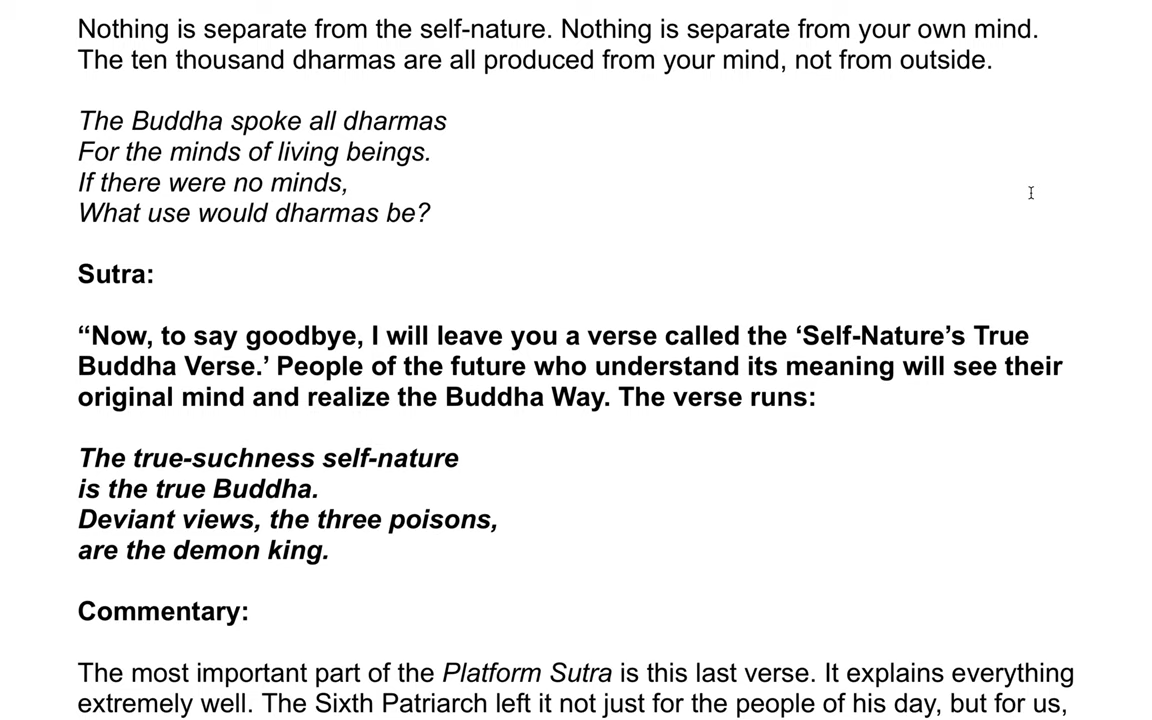 Nothing is separate from the self-nature. Nothing is separate from your own mind.
The ten thousand dharmas are all produced from your mind, not from outside.
The Buddha spoke all dharmas
For the minds of living beings.
If there were no minds,
What use would dharmas be?
Sutra:
“Now, to say goodbye, I will leave you a verse called the ‘Self-Nature’s True
Buddha Verse.’ People of the future who understand its meaning will see their
original mind and realize the Buddha Way. The verse runs:
The true-suchness self-nature
is the true Buddha.
Deviant views, the three poisons,
are the demon king.
Commentary:
The most important part of the Platform Sutra is this last verse. It explains everything
extremely well. The Sixth Patriarch left it not just for the people of his day, but for us,